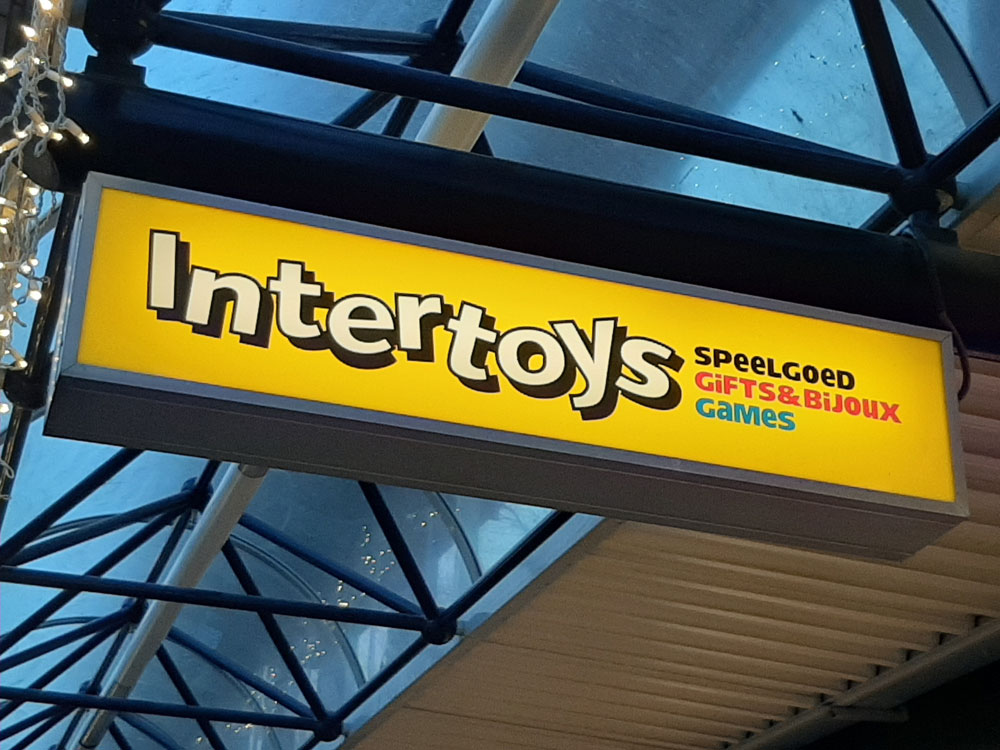 Intertoys
SPeeLGoeD
GiFTS & BiJouX
GaMes